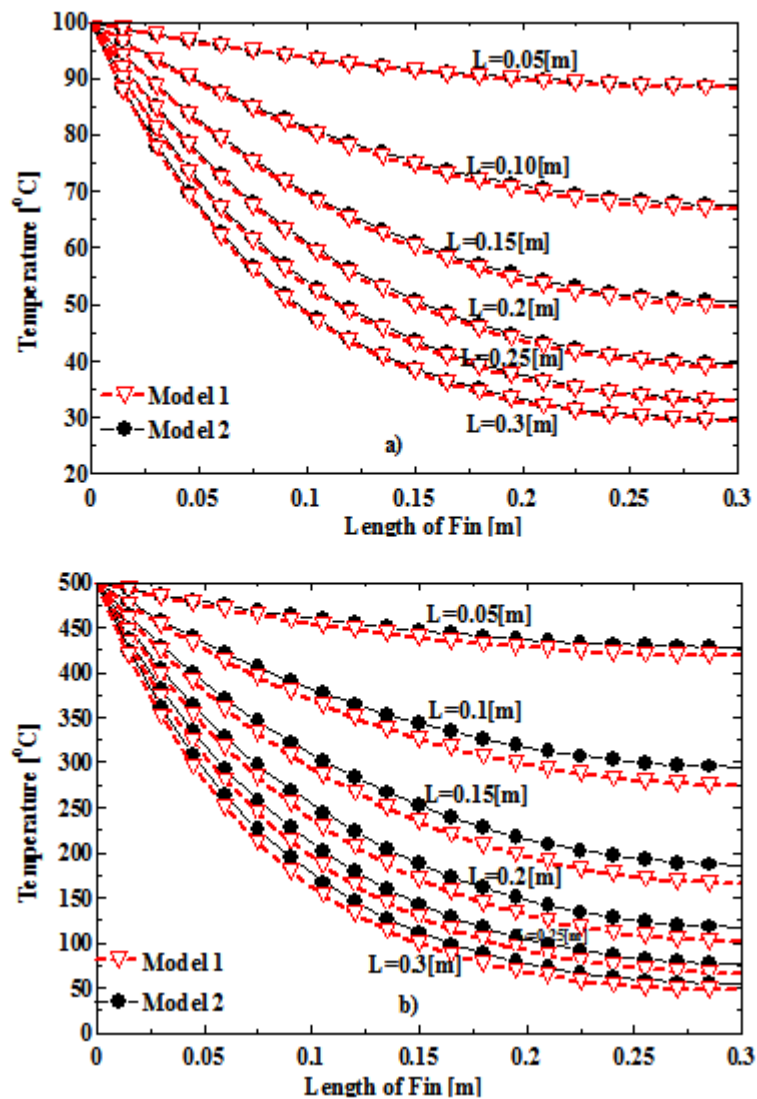 100
90
80
70
60
50
40
30
20
Temperature [⁰C]
L=0.05[m]
L=0.10[m]
L=0.15[m]
L=0.2[m]
L=0.25[m]
L=0.3[m]
Model 1
Model 2
a)
0 0.05 0.1 0.15 0.2 0.25 0.3
Length of Fin [m]
500
450
400
350
300
250
200
150
100
50
0
Temperature [⁰C]
L=0.05[m]
L=0.1[m]
L=0.15[m]
L=0.2[m]
L=0.25[m]
L=0.3[m]
Model 1
Model 2
b)
0 0.05 0.1 0.15 0.2 0.25 0.3
Length of Fin [m]